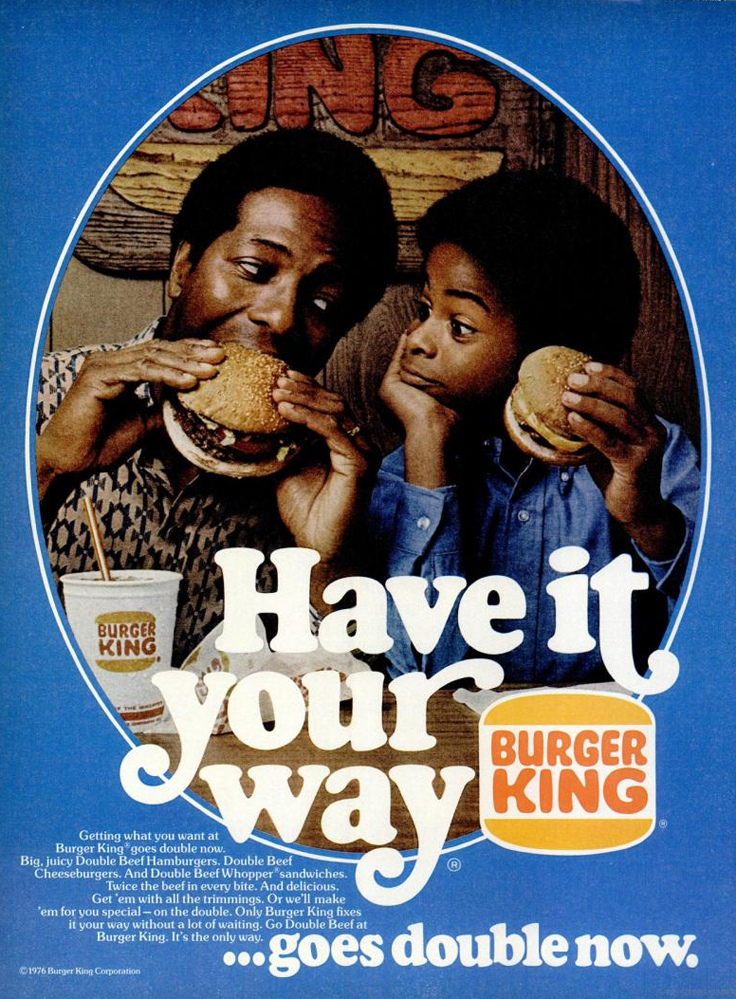 ING
BURGER
KING
Have it
your
way
®
BURGER
KING
®
Getting what you want at
Burger King® goes double now.
Big, juicy Double Beef Hamburgers. Double Beef
Cheeseburgers. And Double Beef Whopper® sandwiches.
Twice the beef in every bite. And delicious.
Get 'em with all the trimmings. Or we'll make
'em for you special—on the double. Only Burger King fixes
it your way without a lot of waiting. Go Double Beef at
Burger King. It's the only way.
...goes double now.
©1976 Burger King Corporation